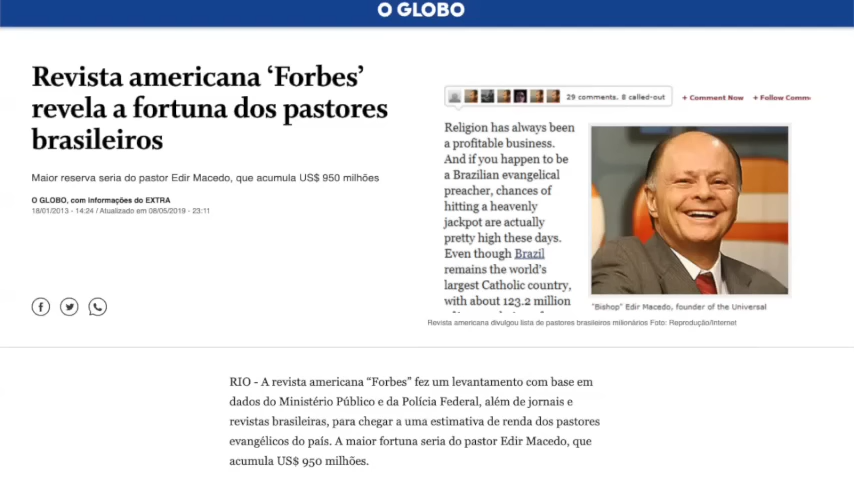 O GLOBO
Revista americana ‘Forbes’
revela a fortuna dos pastores
brasileiros
Maior reserva seria do pastor Edir Macedo, que acumula US$ 950 milhões
O GLOBO, com informações do EXTRA
18/01/2013 - 14:24 / Atualizado em 08/05/2019 - 23:11
29 comments, 8 called-out
+ Comment Now + Follow Comm
Religion has always been
a profitable business.
And if you happen to be
a Brazilian evangelical
preacher, chances of
hitting a heavenly
jackpot are actually
pretty high these days.
Even though Brazil
remains the world’s
largest Catholic country,
with about 123.2 million
"Bishop" Edir Macedo, founder of the Universal
Revista americana divulgou lista de pastores brasileiros milionários Foto: Reprodução/Internet
RIO - A revista americana “Forbes” fez um levantamento com base em
dados do Ministério Público e da Polícia Federal, além de jornais e
revistas brasileiras, para chegar a uma estimativa de renda dos pastores
evangélicos do país. A maior fortuna seria do pastor Edir Macedo, que
acumula US$ 950 milhões.